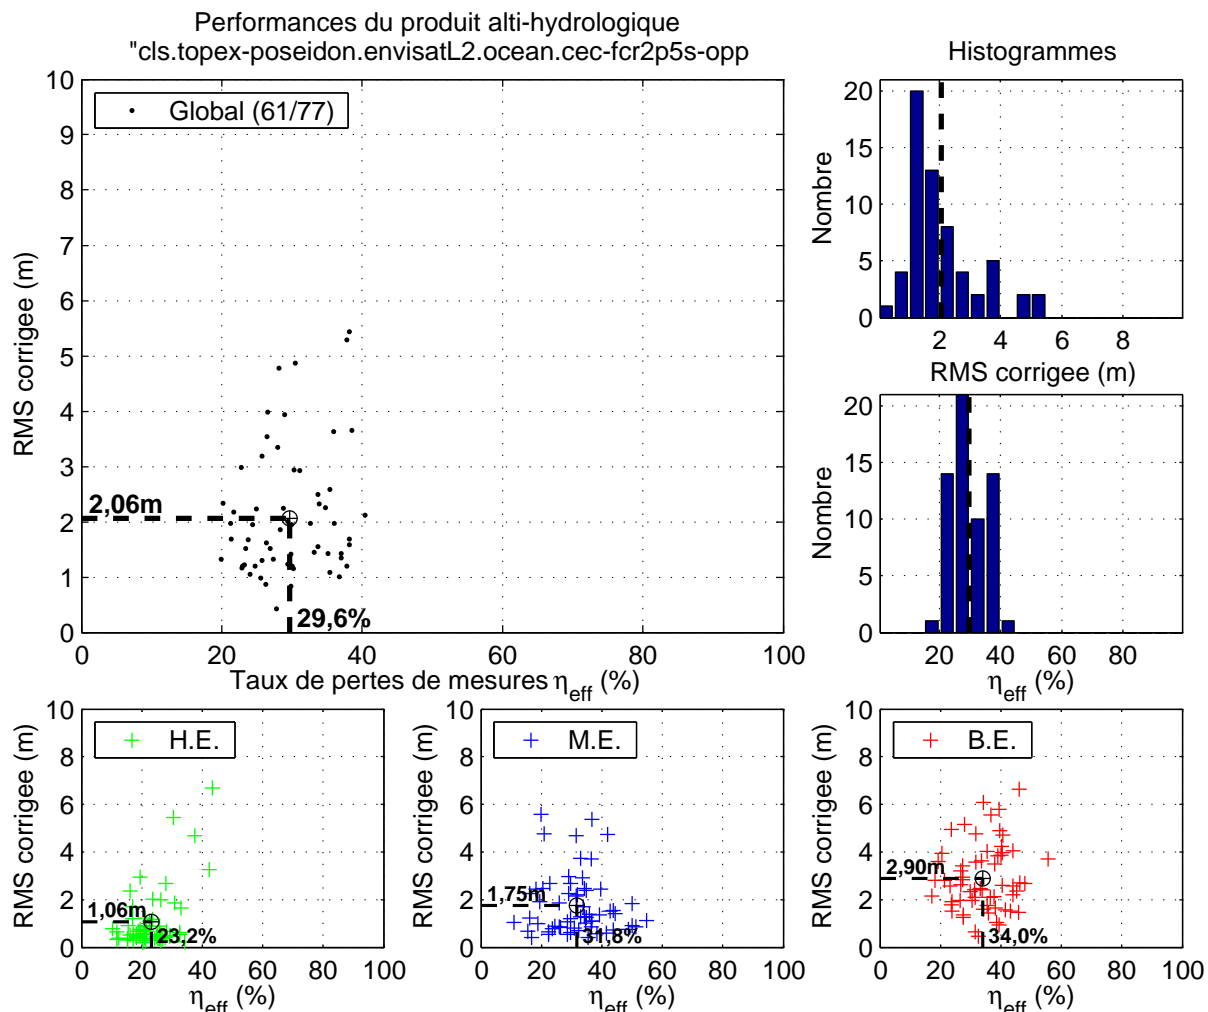 Performances du produit alti-hydrologique
"cls.topex-poseidon.envisatL2.ocean.cec-fcr2p5s-opp
Global (61/77)
RMS corrigee (m)
10
9
8
7
6
5
4
3
2
1
0
2,06m
29,6%
0 20 40 60 80 100
Taux de pertes de mesures ηeff (%)
Histogrammes
Nombre
20
15
10
5
0
2 4 6 8
RMS corrigee (m)
Nombre
20
15
10
5
0
20 40 60 80
ηeff (%)
H.E.
RMS corrigee (m)
10
8
6
4
2
0
1,06m
23,2%
0 20 40 60 80 100
ηeff (%)
M.E.
RMS corrigee (m)
10
8
6
4
2
0
1,75m
31,8%
0 20 40 60 80 100
ηeff (%)
B.E.
RMS corrigee (m)
10
8
6
4
2
0
2,90m
34,0%
0 20 40 60 80 100
ηeff (%)